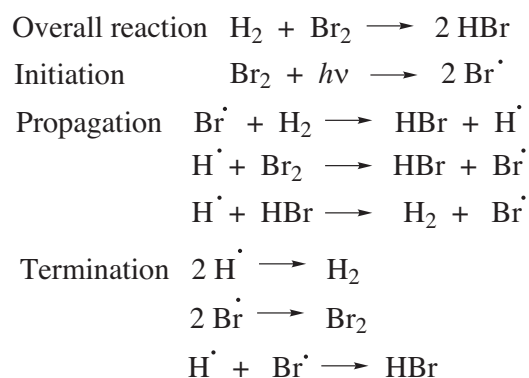 Overall reaction H₂ + Br₂ ⟶ 2 HBr
Initiation Br₂ + hν ⟶ 2 Br˙
Propagation Br˙ + H₂ ⟶ HBr + H˙
H˙ + Br₂ ⟶ HBr + Br˙
H˙ + HBr ⟶ H₂ + Br˙
Termination 2 H˙ ⟶ H₂
2 Br˙ ⟶ Br₂
H˙ + Br˙ ⟶ HBr